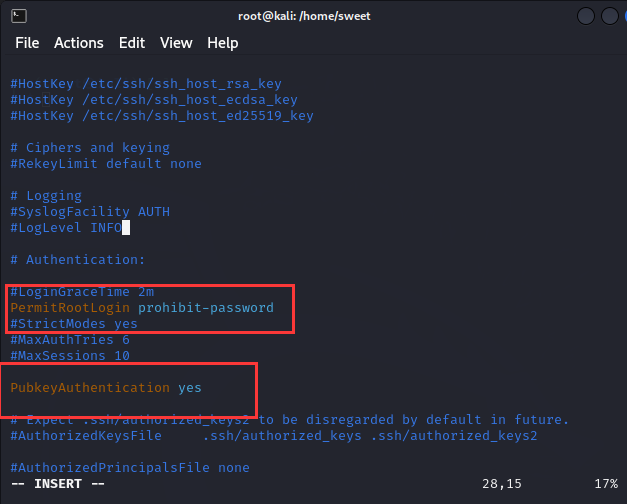 root@kali: /home/sweet
File Actions Edit View Help
#HostKey /etc/ssh/ssh_host_rsa_key
#HostKey /etc/ssh/ssh_host_ecdsa_key
#HostKey /etc/ssh/ssh_host_ed25519_key
# Ciphers and keying
#RekeyLimit default none
# Logging
#SyslogFacility AUTH
#LogLevel INFO
# Authentication:
#LoginGraceTime 2m
PermitRootLogin prohibit-password
#StrictModes yes
#MaxAuthTries 6
#MaxSessions 10
PubkeyAuthentication yes
# Expect .ssh/authorized_keys2 to be disregarded by default in future.
#AuthorizedKeysFile .ssh/authorized_keys .ssh/authorized_keys2
#AuthorizedPrincipalsFile none
-- INSERT -- 28,15 17%